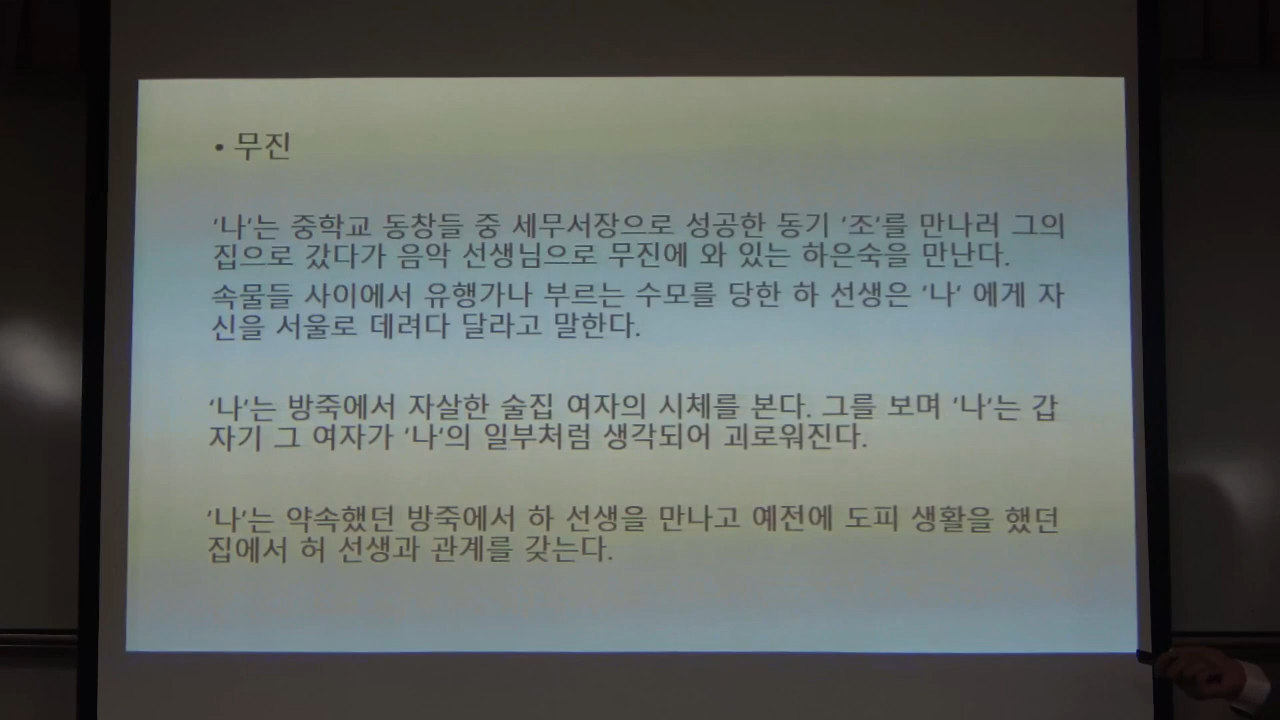 • 무진
‘나’는 중학교 동창들 중 세무서장으로 성공한 동기 ‘조‘를 만나러 그의
집으로 갔다가 음악 선생님으로 무진에 와 있는 하은숙을 만난다.
속물들 사이에서 유행가나 부르는 수모를 당한 하 선생은 ‘나’ 에게 자
신을 서울로 데려다 달라고 말한다.
‘나’는 방죽에서 자살한 술집 여자의 시체를 본다. 그를 보며 ‘나’는 갑
자기 그 여자가 ‘나‘의 일부처럼 생각되어 괴로워진다.
‘나’는 약속했던 방죽에서 하 선생을 만나고 예전에 도피 생활을 했던
집에서 허 선생과 관계를 갖는다.